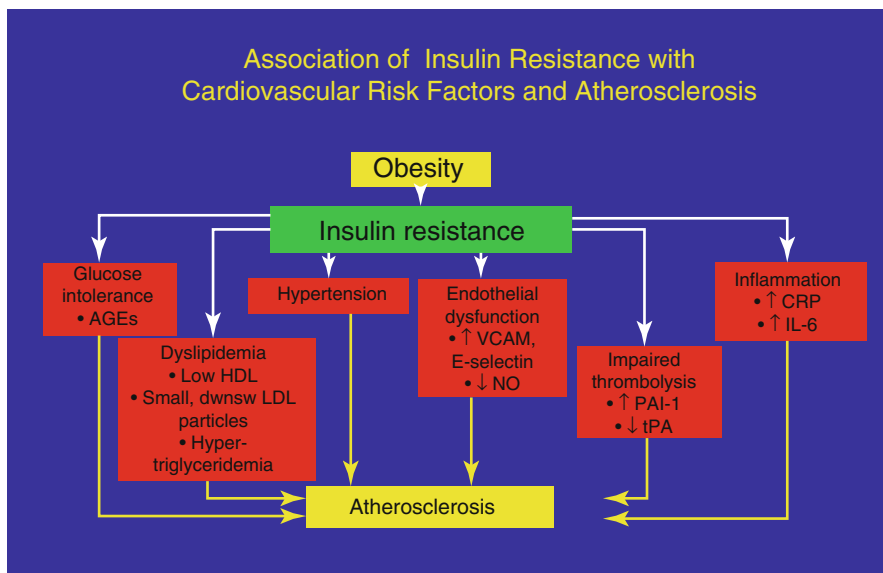 Association of Insulin Resistance with
Cardiovascular Risk Factors and Atherosclerosis
Obesity
Insulin resistance
Glucose
intolerance
• AGEs
Dyslipidemia
• Low HDL
• Small, dwnsw LDL
particles
• Hyper-
triglyceridemia
Hypertension
Endothelial
dysfunction
• ↑ VCAM,
E-selectin
• ↓ NO
Impaired
thrombolysis
• ↑ PAI-1
• ↓ tPA
Inflammation
• ↑ CRP
• ↑ IL-6
Atherosclerosis